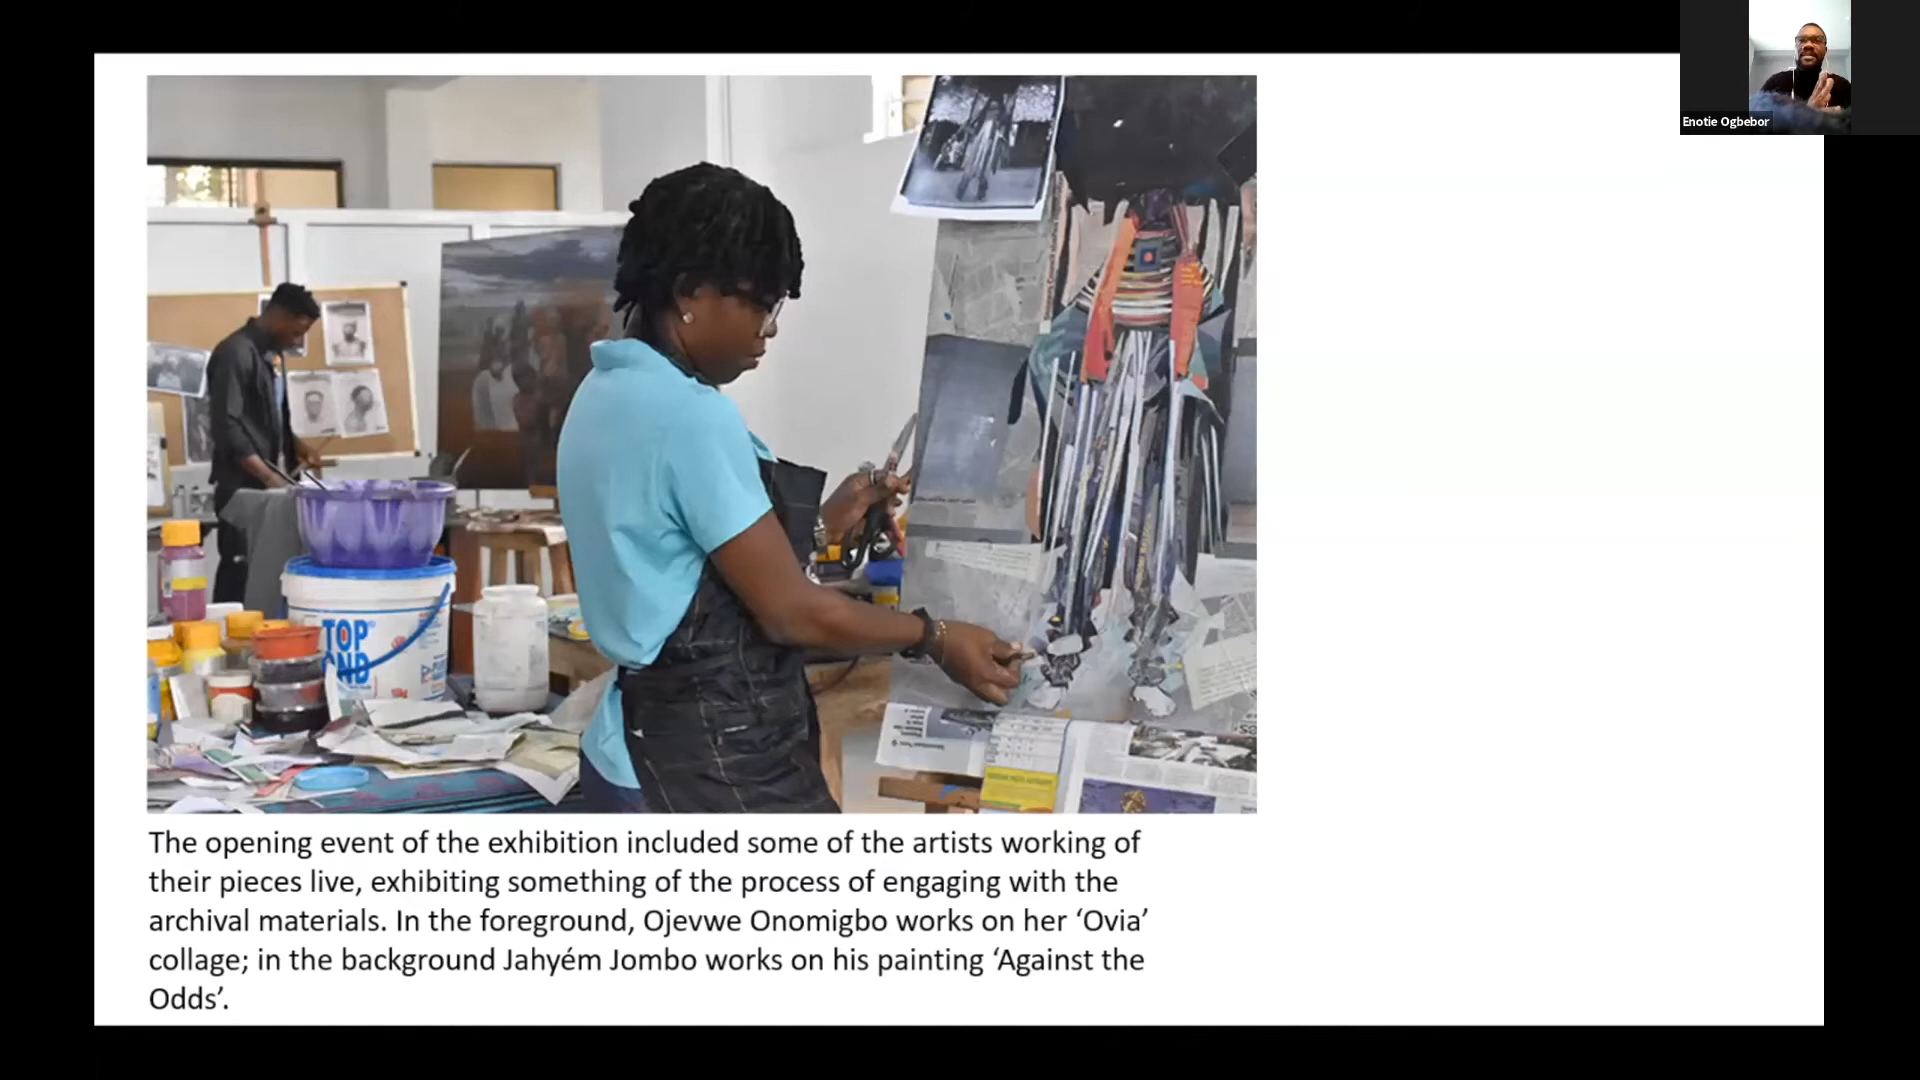 Enotie Ogbebor
TOP
The opening event of the exhibition included some of the artists working of
their pieces live, exhibiting something of the process of engaging with the
archival materials. In the foreground, Ojevwe Onomigbo works on her ‘Ovia’
collage; in the background Jahyém Jombo works on his painting ‘Against the
Odds’.